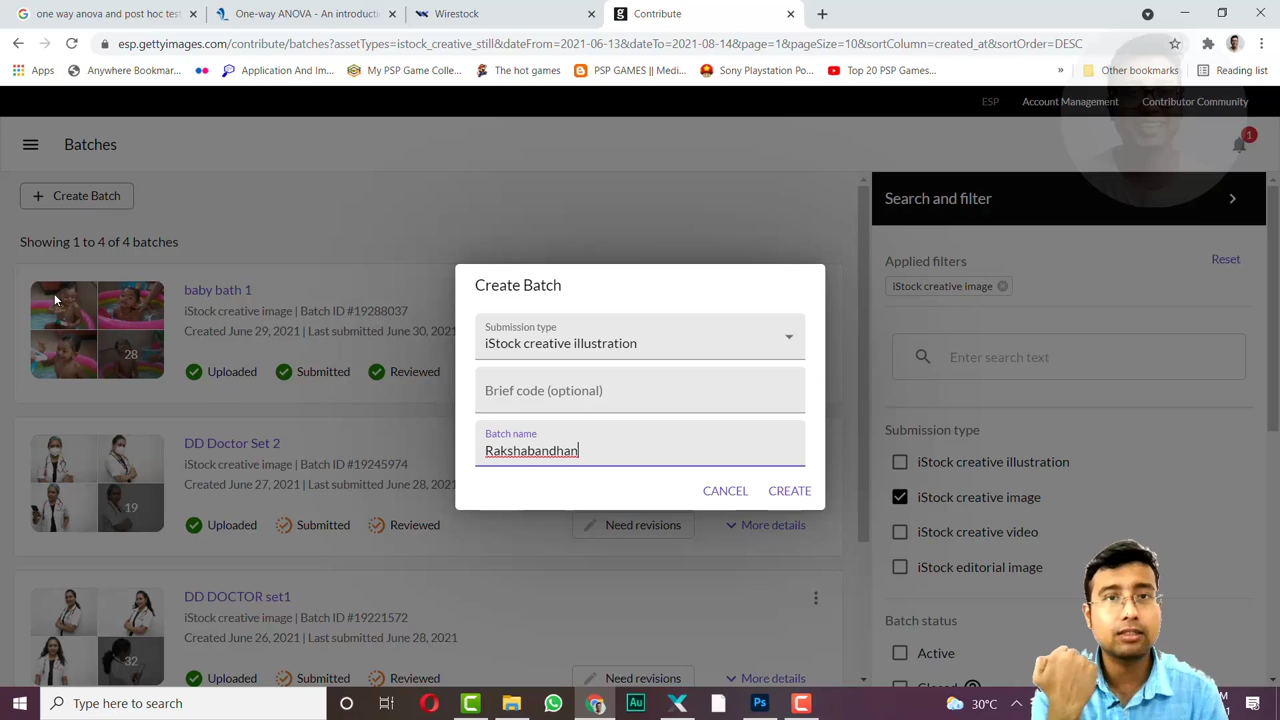 one way anova and post hoc test
One-way ANOVA - An introduction
Wirestock
Contribute
esp.gettyimages.com/contribute/batches?assetTypes=istock_creative_still&dateFrom=2021-06-13&dateTo=2021-08-14&page=1&pageSize=10&sortColumn=created_at&sortOrder=DESC
Apps
Anywhere Bookmar...
Application And Im...
My PSP Game Collec...
The hot games
PSP GAMES || Medi...
Sony Playstation Po...
Top 20 PSP Games...
»
Other bookmarks
Reading list
ESP
Account Management
Contributor Community
Batches
1
+ Create Batch
Search and filter
Showing 1 to 4 of 4 batches
Applied filters
Reset
iStock creative image
Enter search text
baby bath 1
iStock creative image | Batch ID #19288037
Created June 29, 2021 | Last submitted June 30,
28
Uploaded
Submitted
Reviewed
Create Batch
Submission type
iStock creative illustration
Brief code (optional)
Batch name
Rakshabandhan
CANCEL
CREATE
DD Doctor Set 2
iStock creative image | Batch ID #19245974
Created June 27, 2021 | Last submitted June 28,
19
Uploaded
Submitted
Reviewed
Need revisions
More details
DD DOCTOR set1
iStock creative image | Batch ID #19221572
Created June 26, 2021 | Last submitted June 28, 2021
32
Uploaded
Submitted
Reviewed
Need revisions
More details
Submission type
iStock creative illustration
iStock creative image
iStock creative video
iStock editorial image
Batch status
Active
Closed
Type here to search
Au
Ps
30°C